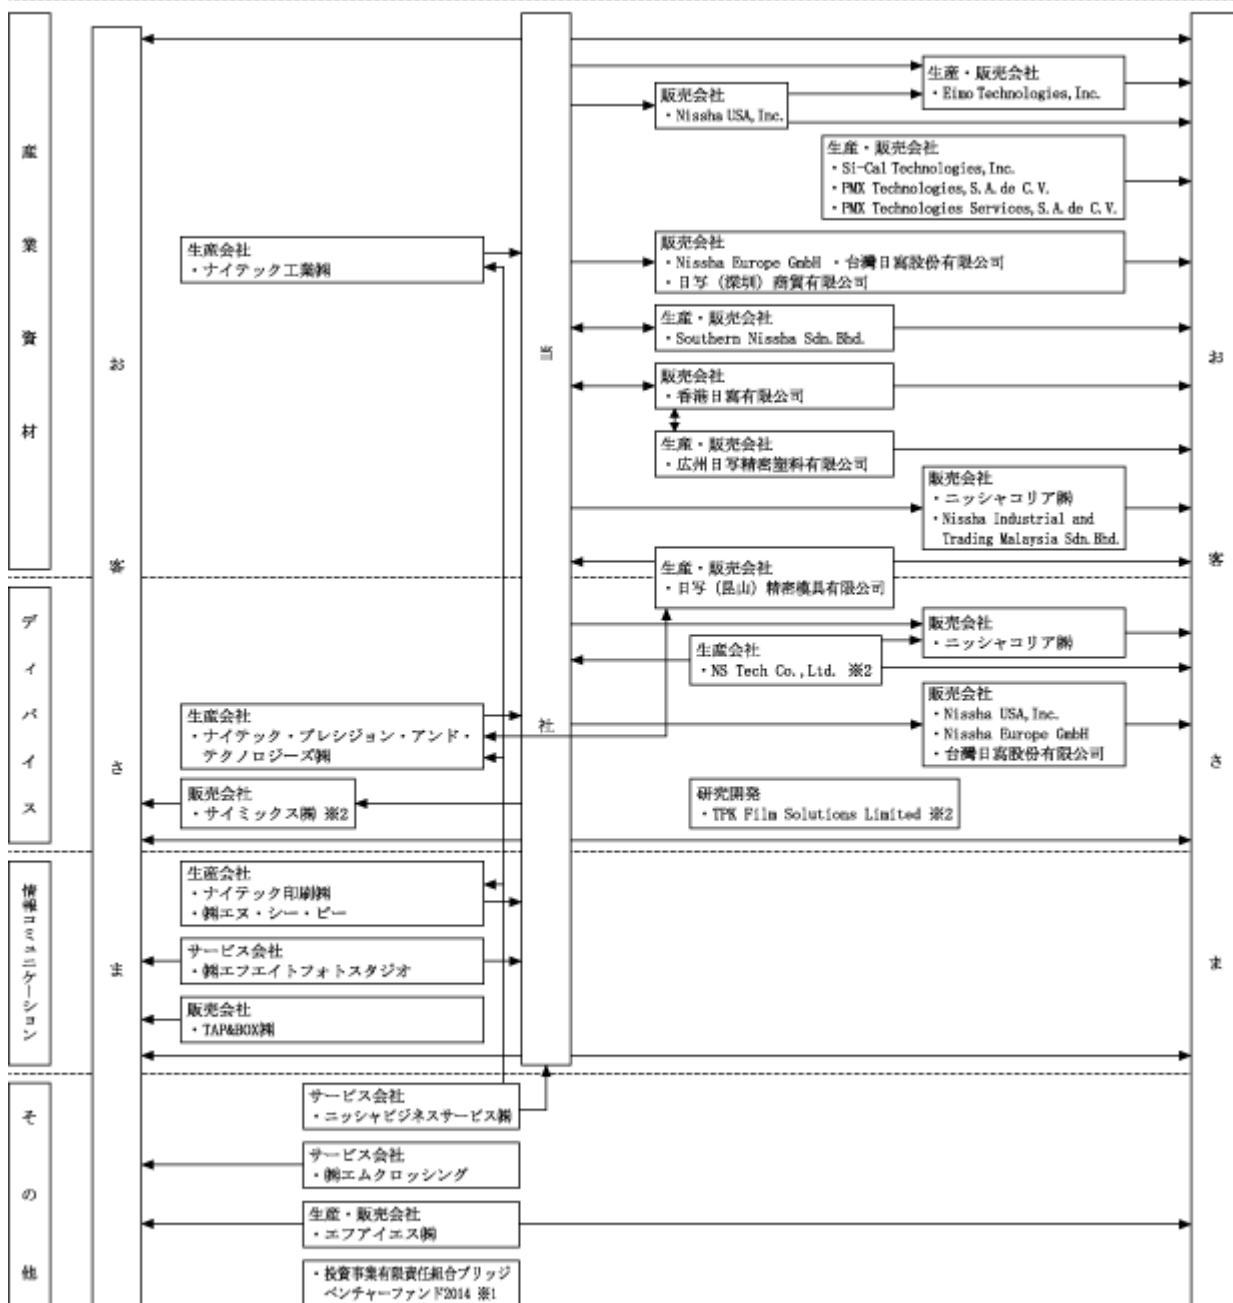 産業資材
お客さま
当社
お客さま
生産・販売会社
・Eimo Technologies,Inc.
販売会社
・Nissha USA,Inc.
生産・販売会社
・Si-Cal Technologies,Inc.
・PMX Technologies,S.A.de C.V.
・PMX Technologies Services,S.A.de C.V.
生産会社
・ナイテック工業㈱
販売会社
・Nissha Europe GmbH ・台灣日寫股份有限公司
・日写（深圳）商貿有限公司
生産・販売会社
・Southern Nissha Sdn.Bhd.
販売会社
・香港日寫有限公司
生産・販売会社
・広州日写精密塑料有限公司
販売会社
・ニッシャコリア㈱
・Nissha Industrial and
Trading Malaysia Sdn.Bhd.
生産・販売会社
・日写（昆山）精密模具有限公司
ディバイス
販売会社
・ニッシャコリア㈱
生産会社
・NS Tech Co.,Ltd. ※2
販売会社
・Nissha USA,Inc.
・Nissha Europe GmbH
・台灣日寫股份有限公司
生産会社
・ナイテック・プレシジョン・アンド・
テクノロジーズ㈱
販売会社
・サイミックス㈱ ※2
研究開発
・TPK Film Solutions Limited ※2
情報コミュニケーション
生産会社
・ナイテック印刷㈱
・㈱エヌ・シー・ピー
サービス会社
・㈱エフエイトフォトスタジオ
販売会社
・TAP&BOX㈱
その他
サービス会社
・ニッシャビジネスサービス㈱
サービス会社
・㈱エムクロッシング
生産・販売会社
・エフアイエス㈱
・投資事業有限責任組合ブリッジ
ベンチャーファンド2014 ※1